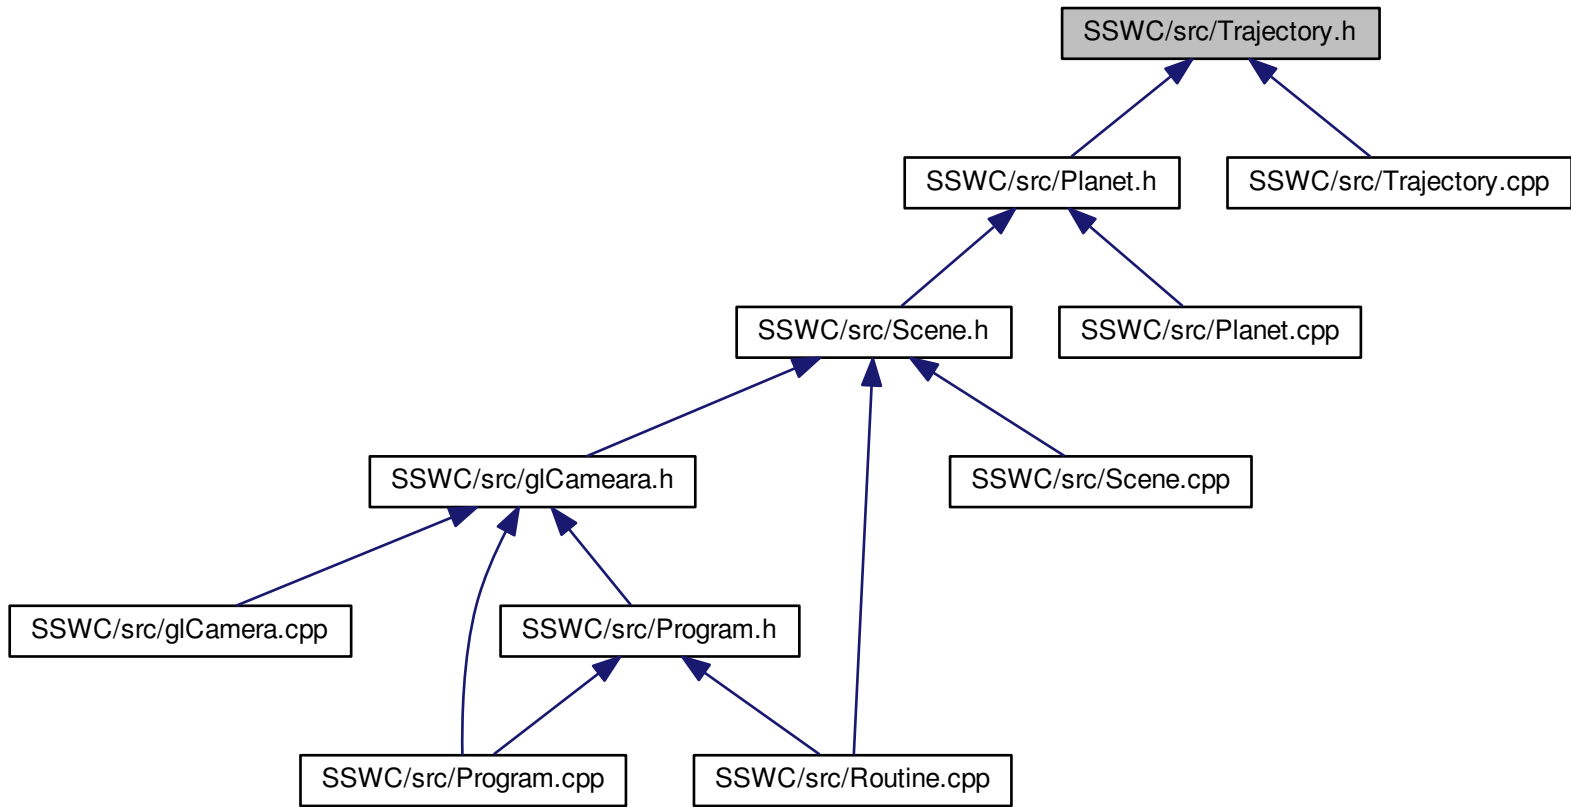 SSWC/src/Trajectory.h
SSWC/src/Planet.h
SSWC/src/Trajectory.cpp
SSWC/src/Scene.h
SSWC/src/Planet.cpp
SSWC/src/glCameara.h
SSWC/src/Scene.cpp
SSWC/src/glCamera.cpp
SSWC/src/Program.h
SSWC/src/Program.cpp
SSWC/src/Routine.cpp